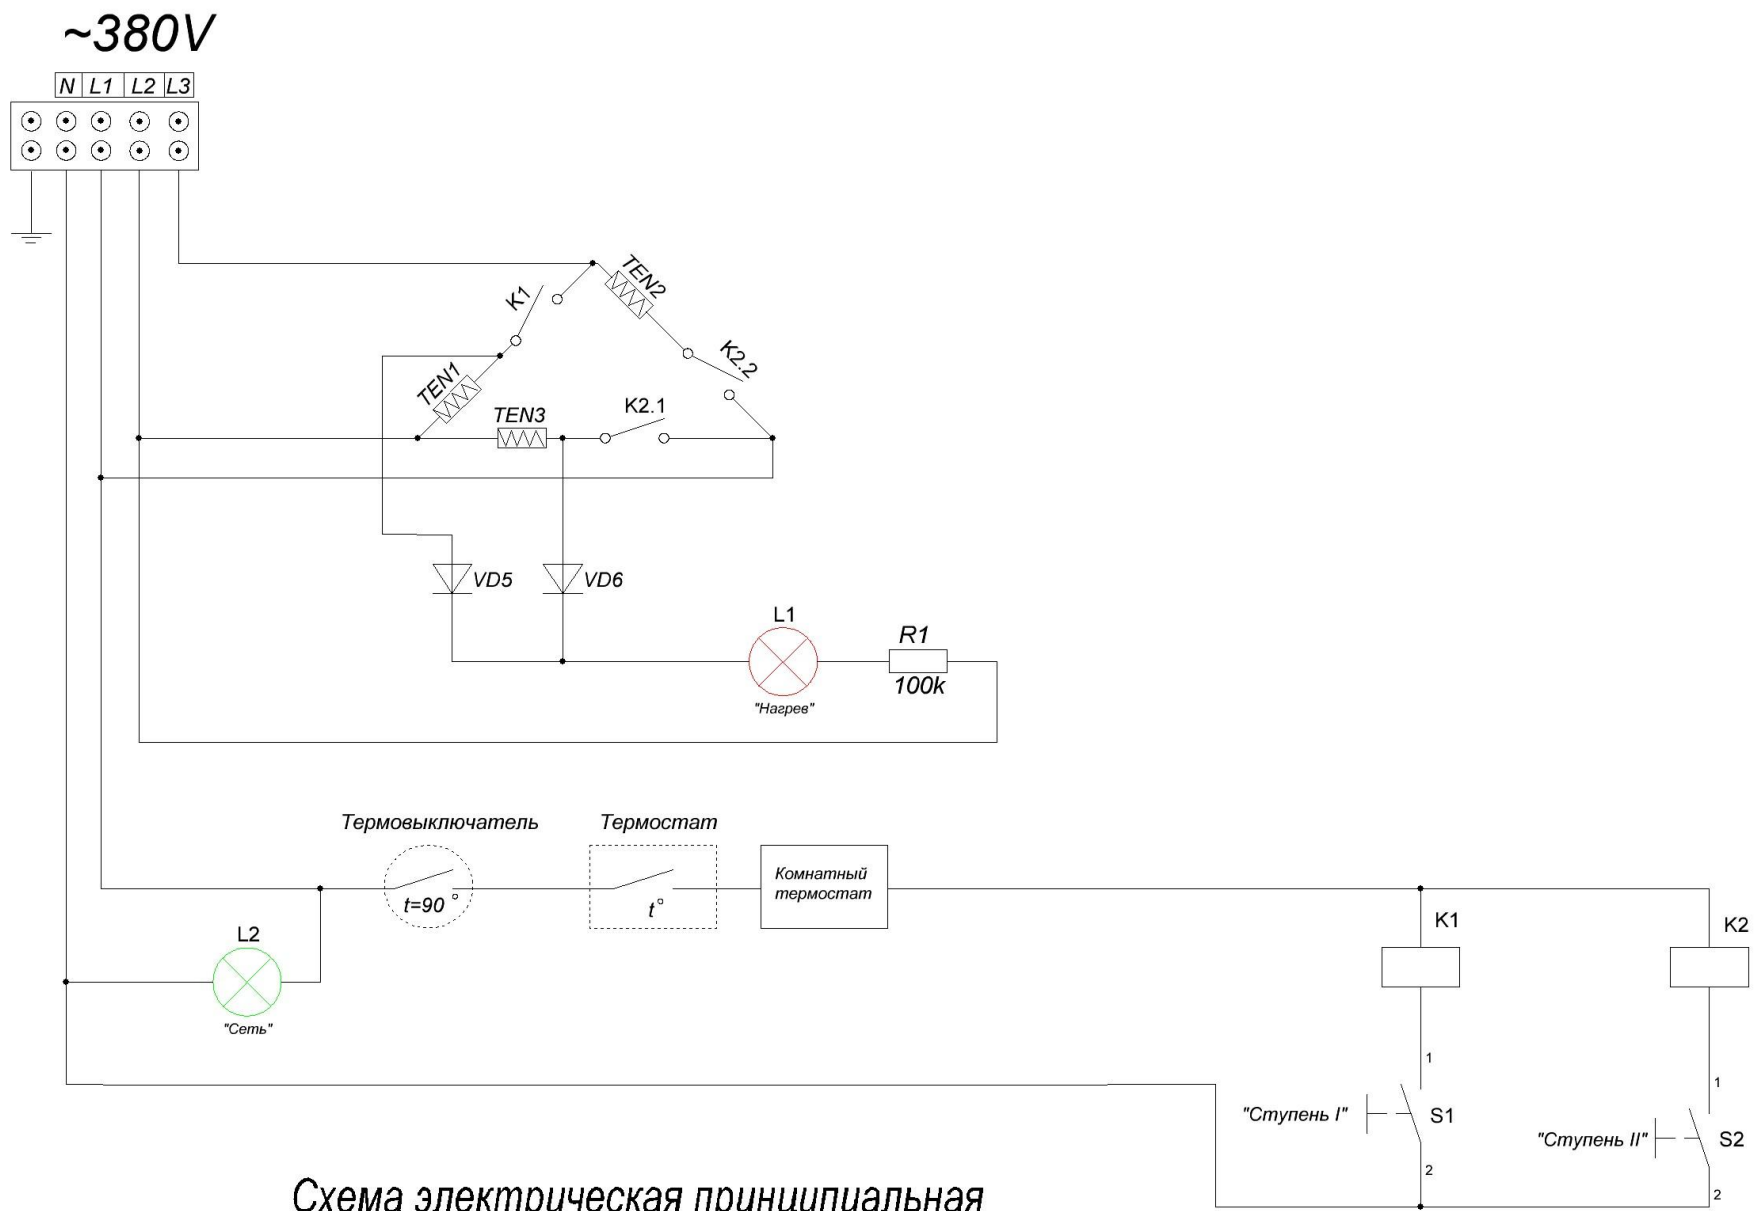 ~380V
N L1 L2 L3
TEN2
K1
K2.2
TEN1
TEN3
K2.1
VD5
VD6
L1
"Нагрев"
R1
100k
Термовыключатель
t=90 °
Термостат
t°
Комнатный
термостат
L2
"Сеть"
K1
K2
1
"Ступень I"
S1
2
1
"Ступень II"
S2
2
Схема электрическая принципиальная